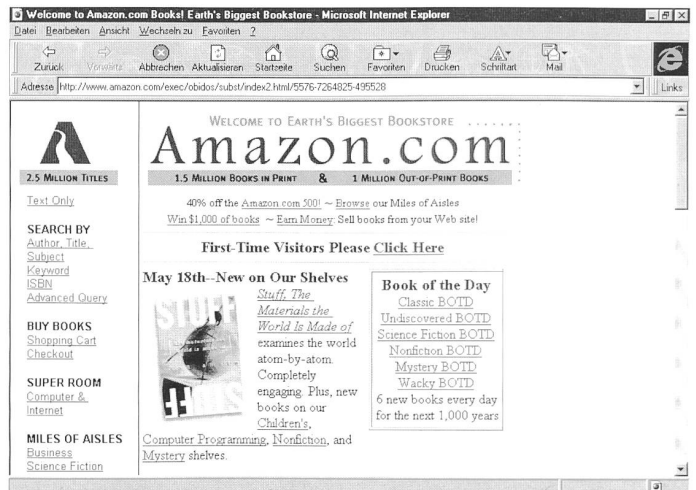 Welcome to Amazon.com Books! Earth's Biggest Bookstore - Microsoft Internet Explorer
Datei Bearbeiten Ansicht Wechseln zu Favoriten ?
Zurück Vorwärts Abbrechen Aktualisieren Startseite Suchen Favoriten Drucken Schriftart Mail
Adresse http://www.amazon.com/exec/obidos/subst/index2.html/5576-7264825-495528 Links
2.5 MILLION TITLES
Text Only
SEARCH BY
Author, Title,
Subject
Keyword
ISBN
Advanced Query
BUY BOOKS
Shopping Cart
Checkout
SUPER ROOM
Computer &
Internet
MILES OF AISLES
Business
Science Fiction
WELCOME TO EARTH'S BIGGEST BOOKSTORE
Amazon.com
1.5 MILLION BOOKS IN PRINT & 1 MILLION OUT-OF-PRINT BOOKS
40% off the Amazon.com 500! ~ Browse our Miles of Aisles
Win $1,000 of books ~ Earn Money: Sell books from your Web site!
First-Time Visitors Please Click Here
May 18th--New on Our Shelves
STUFF
Stuff, The
Materials the
World Is Made of
examines the world
atom-by-atom.
Completely
engaging. Plus, new
books on our
Children's,
Computer Programming, Nonfiction, and
Mystery shelves.
Book of the Day
Classic BOTD
Undiscovered BOTD
Science Fiction BOTD
Nonfiction BOTD
Mystery BOTD
Wacky BOTD
6 new books every day
for the next 1,000 years